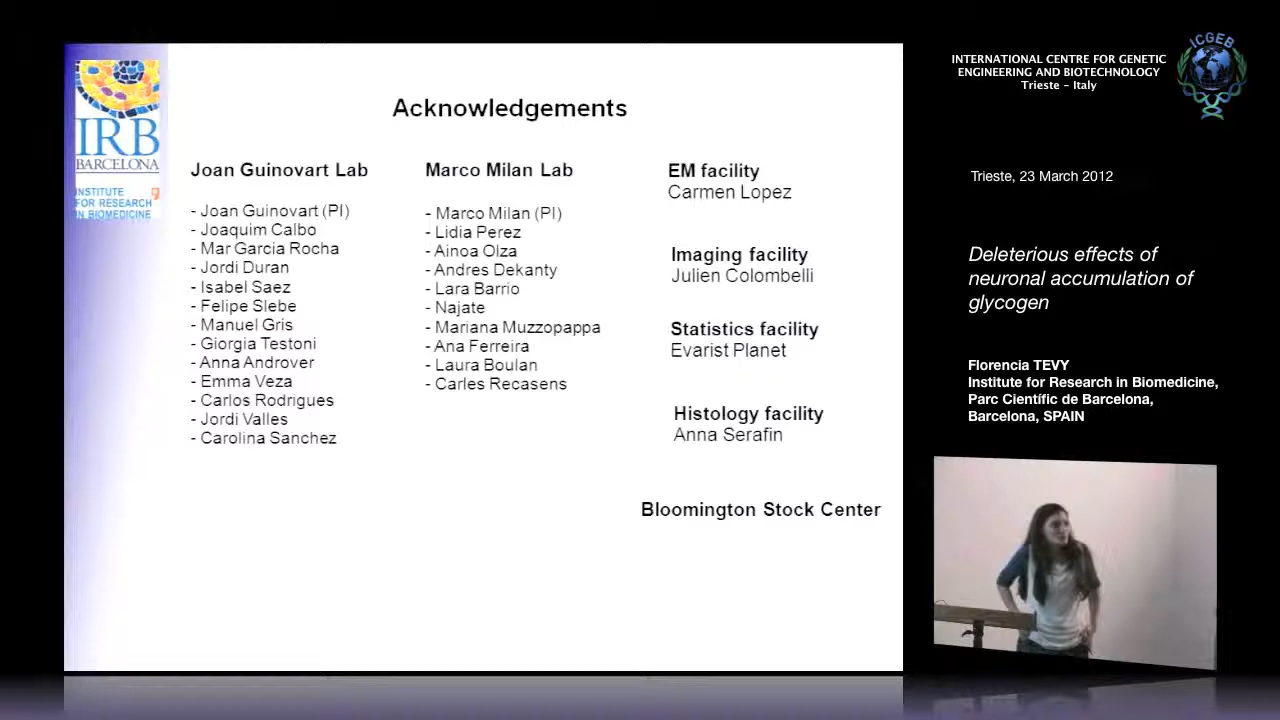 IRB
BARCELONA
INSTITUTE
FOR RESEARCH
IN BIOMEDICINE
Acknowledgements
Joan Guinovart Lab
- Joan Guinovart (PI)
- Joaquim Calbo
- Mar Garcia Rocha
- Jordi Duran
- Isabel Saez
- Felipe Slebe
- Manuel Gris
- Giorgia Testoni
- Anna Androver
- Emma Veza
- Carlos Rodrigues
- Jordi Valles
- Carolina Sanchez
Marco Milan Lab
- Marco Milan (PI)
- Lidia Perez
- Ainoa Olza
- Andres Dekanty
- Lara Barrio
- Najate
- Mariana Muzzopappa
- Ana Ferreira
- Laura Boulan
- Carles Recasens
EM facility
Carmen Lopez
Imaging facility
Julien Colombelli
Statistics facility
Evarist Planet
Histology facility
Anna Serafin
Bloomington Stock Center
INTERNATIONAL CENTRE FOR GENETIC
ENGINEERING AND BIOTECHNOLOGY
Trieste - Italy
ICGEB
Trieste, 23 March 2012
Deleterious effects of
neuronal accumulation of
glycogen
Florencia TEVY
Institute for Research in Biomedicine,
Parc Científic de Barcelona,
Barcelona, SPAIN